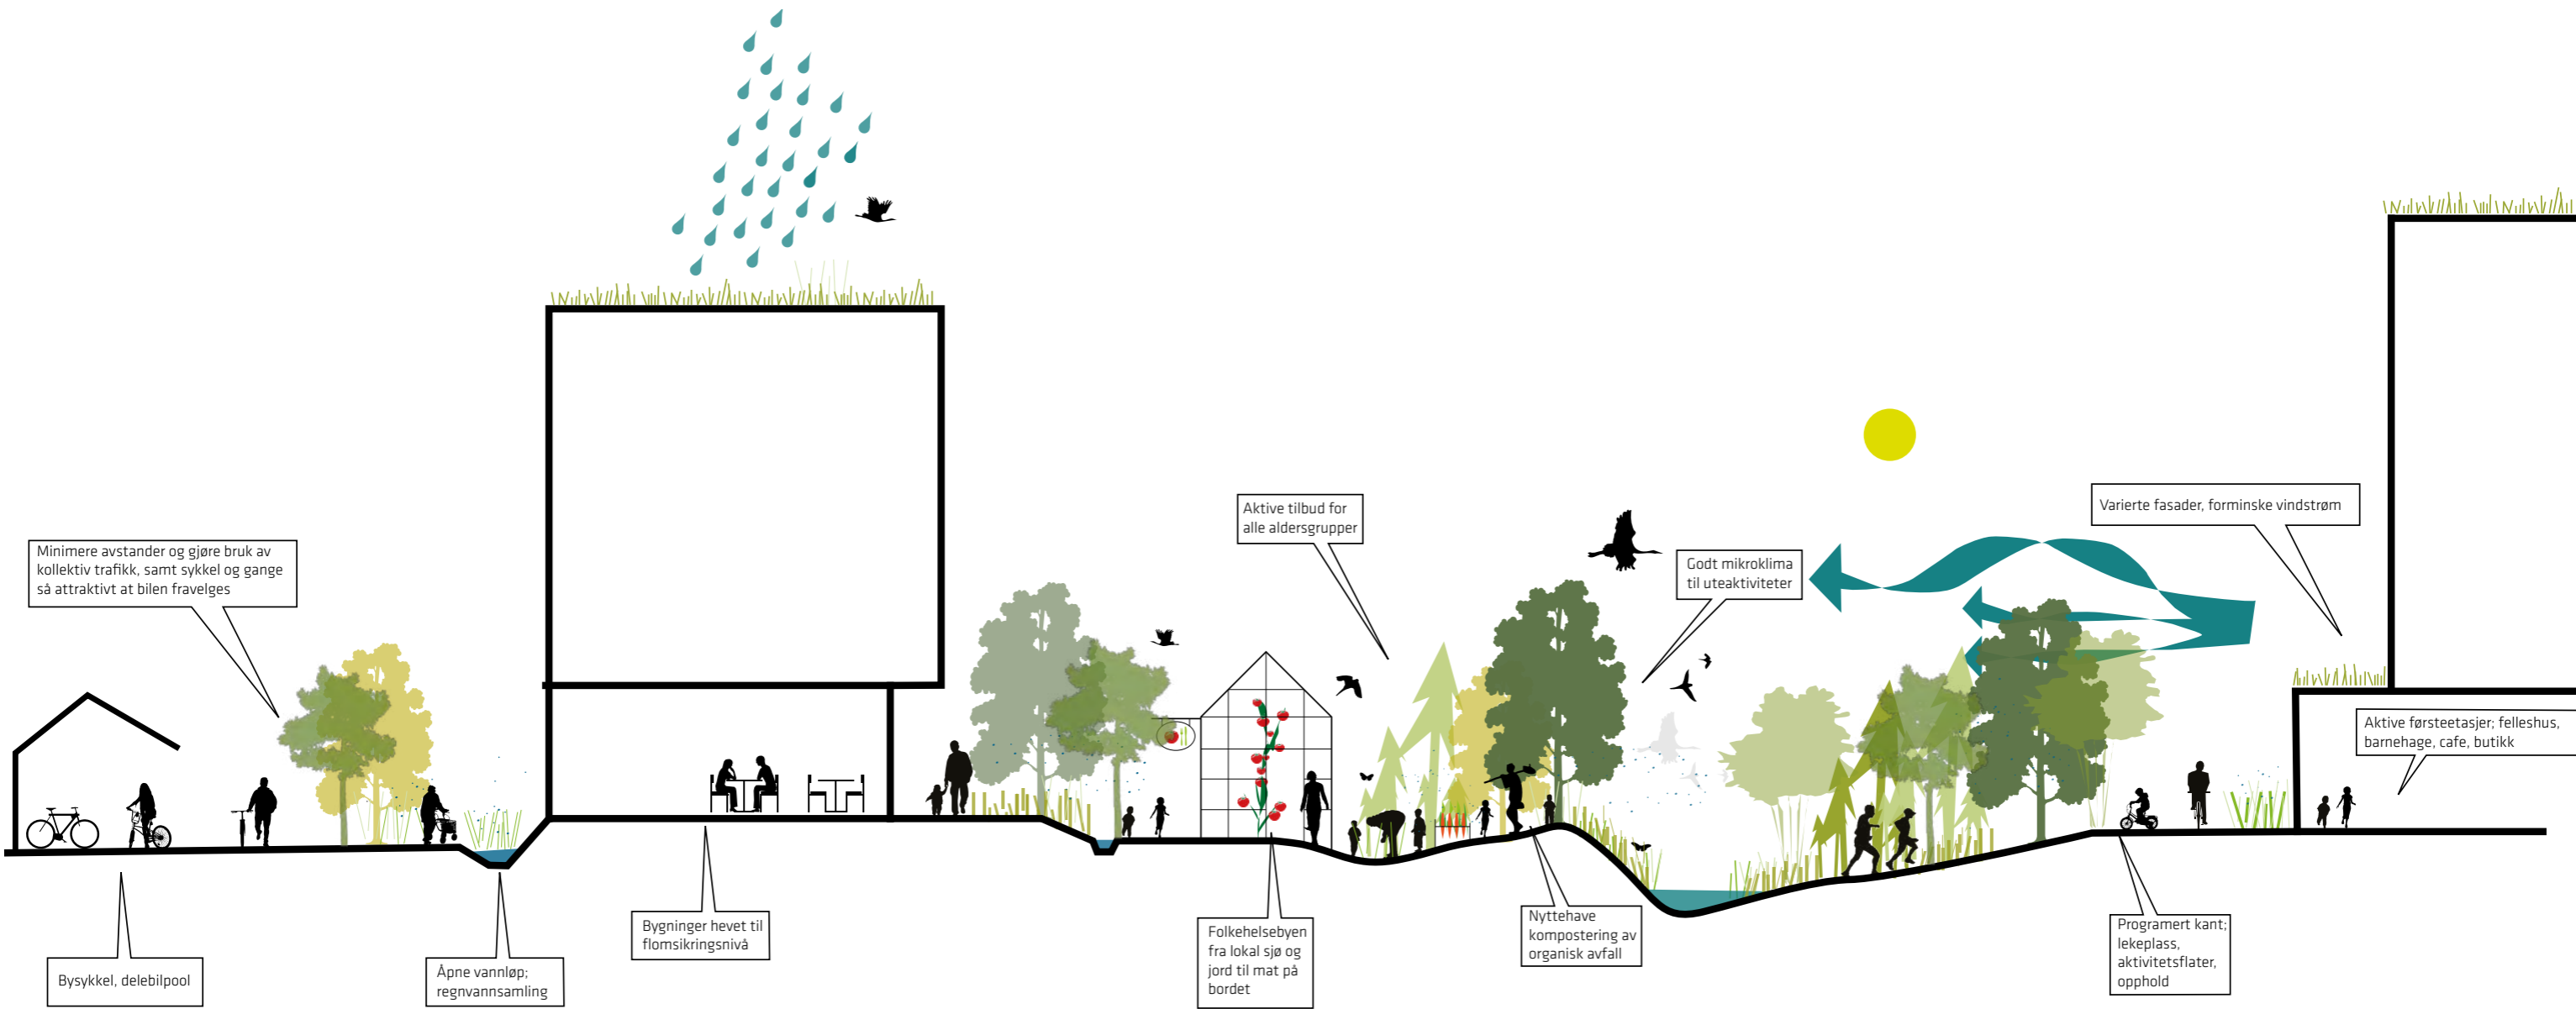 Minimere avstander og gjøre bruk av
kollektiv trafikk, samt sykkel og gange
så attraktivt at bilen fravelges
Aktive tilbud for
alle aldersgrupper
Godt mikroklima
til uteaktiviteter
Varierte fasader, forminske vindstrøm
Aktive førsteetasjer; felleshus,
barnehage, cafe, butikk
Bysykkel, delebilpool
Åpne vannløp;
regnvannsamling
Bygninger hevet til
flomsikringsnivå
Folkehelsebyen
fra lokal sjø og
jord til mat på
bordet
Nyttehave
kompostering av
organisk avfall
Programert kant;
lekeplass,
aktivitetsflater,
opphold